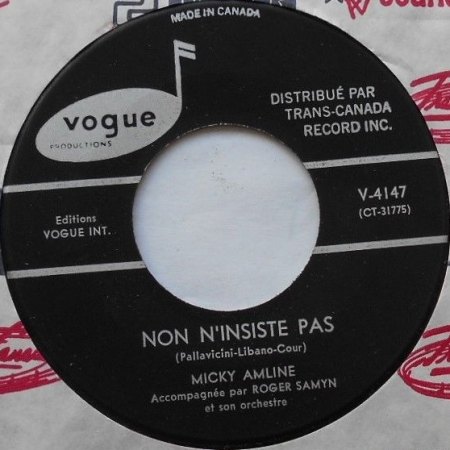 MADE IN CANADA
vogue
PRODUCTIONS
DISTRIBUÉ PAR
TRANS-CANADA
RECORD INC.
V-4147
(CT-31775)
Editions
VOGUE INT.
NON N'INSISTE PAS
(Pallavicini-Libano-Cour)
MICKY AMLINE
Accompagnée par ROGER SAMYN
et son orchestre